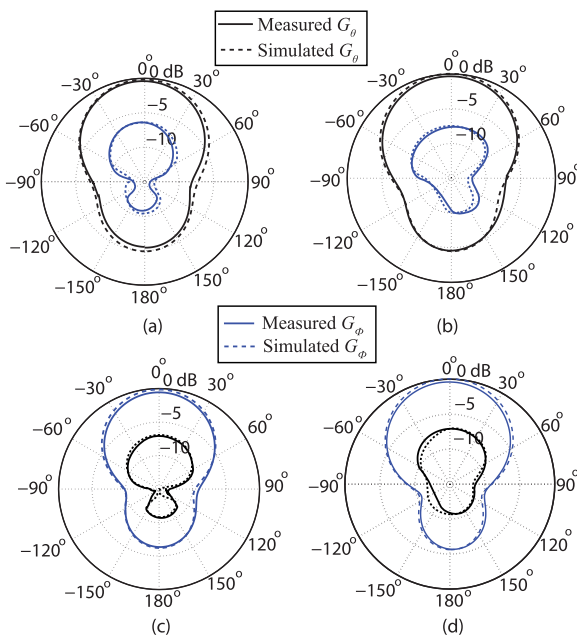 Measured Gθ
Simulated Gθ
0° 0 dB
−30° 30°
−5
−60° 60°
−10
−90° 90°
−120° 120°
−150° 150°
180°
(a)
0° 0 dB
−30° 30°
−5
−60° 60°
−10
−90° 90°
−120° 120°
−150° 150°
180°
(b)
Measured GΦ
Simulated GΦ
0° 0 dB
−30° 30°
−5
−60° 60°
−10
−90° 90°
−120° 120°
−150° 150°
180°
(c)
0° 0 dB
−30° 30°
−5
−60° 60°
−10
−90° 90°
−120° 120°
−150° 150°
180°
(d)